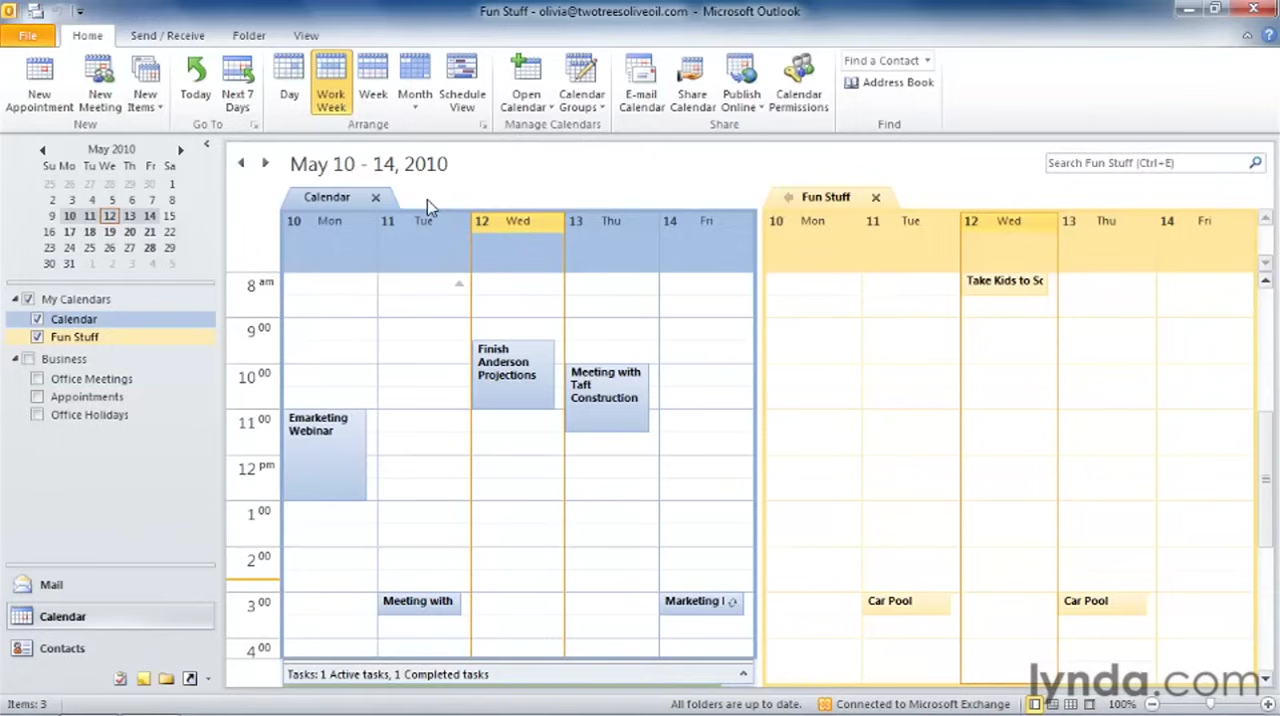 Fun Stuff - olivia@twotreesoliveoil.com - Microsoft Outlook
File Home Send / Receive Folder View
New Appointment
New Meeting
New Items
New
Today
Next 7 Days
Go To
Day
Work Week
Week
Month
Schedule View
Arrange
Open Calendar
Calendar Groups
Manage Calendars
E-mail Calendar
Share Calendar
Publish Online
Calendar Permissions
Share
Find a Contact
Address Book
Find
May 2010
Su Mo Tu We Th Fr Sa
25 26 27 28 29 30 1
2 3 4 5 6 7 8
9 10 11 12 13 14 15
16 17 18 19 20 21 22
23 24 25 26 27 28 29
30 31 1 2 3 4 5
My Calendars
Calendar
Fun Stuff
Business
Office Meetings
Appointments
Office Holidays
Mail
Calendar
Contacts
May 10 - 14, 2010
Search Fun Stuff (Ctrl+E)
Calendar
Fun Stuff
10 Mon 11 Tue 12 Wed 13 Thu 14 Fri
10 Mon 11 Tue 12 Wed 13 Thu 14 Fri
8 am
Take Kids to Sc
9 00
Finish
Anderson
Projections
10 00
Meeting with
Taft
Construction
11 00
Emarketing
Webinar
12 pm
1 00
2 00
3 00
Meeting with
Marketing
Car Pool
Car Pool
4 00
Tasks: 1 Active tasks, 1 Completed tasks
lynda.com
Items: 3
All folders are up to date.
Connected to Microsoft Exchange
100%